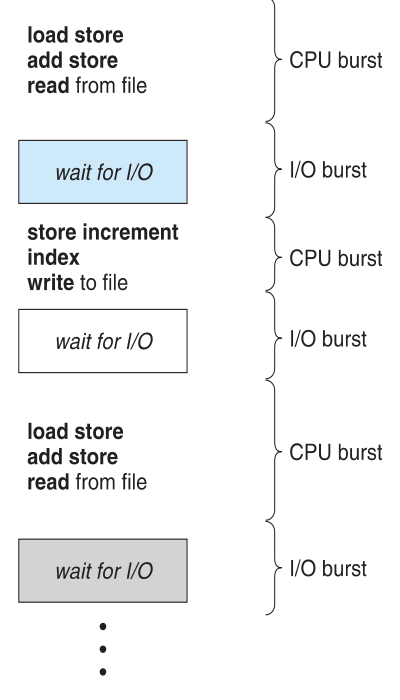 load store
add store
read from file
CPU burst
wait for I/O
I/O burst
store increment
index
write to file
CPU burst
wait for I/O
I/O burst
load store
add store
read from file
CPU burst
wait for I/O
I/O burst